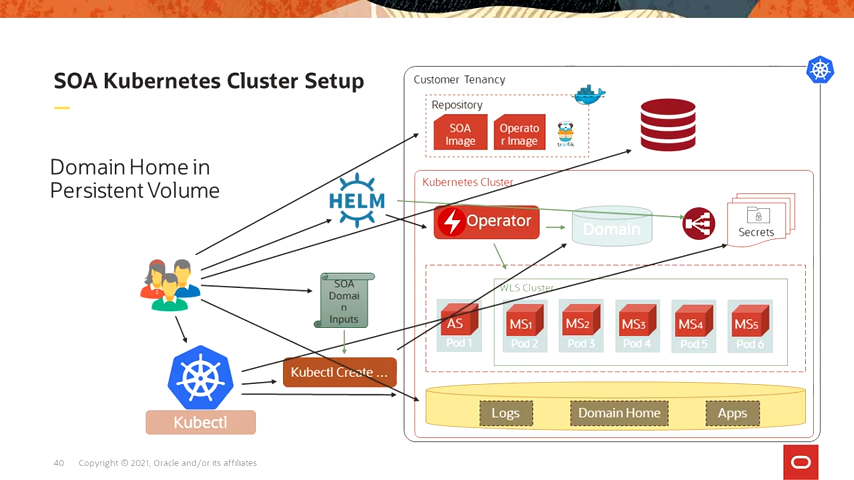 SOA Kubernetes Cluster Setup
Domain Home in
Persistent Volume
Customer Tenancy
Repository
SOA
Image
Operato
r Image
træfik
Kubernetes Cluster
HELM
Operator
Domain
Secrets
SOA
Domai
n
Inputs
WLS Cluster
AS
MS1
MS2
MS3
MS4
MS5
Pod 1
Pod 2
Pod 3
Pod 4
Pod 5
Pod 6
Kubectl Create ...
Kubectl
Logs
Domain Home
Apps
40
Copyright © 2021, Oracle and/or its affiliates